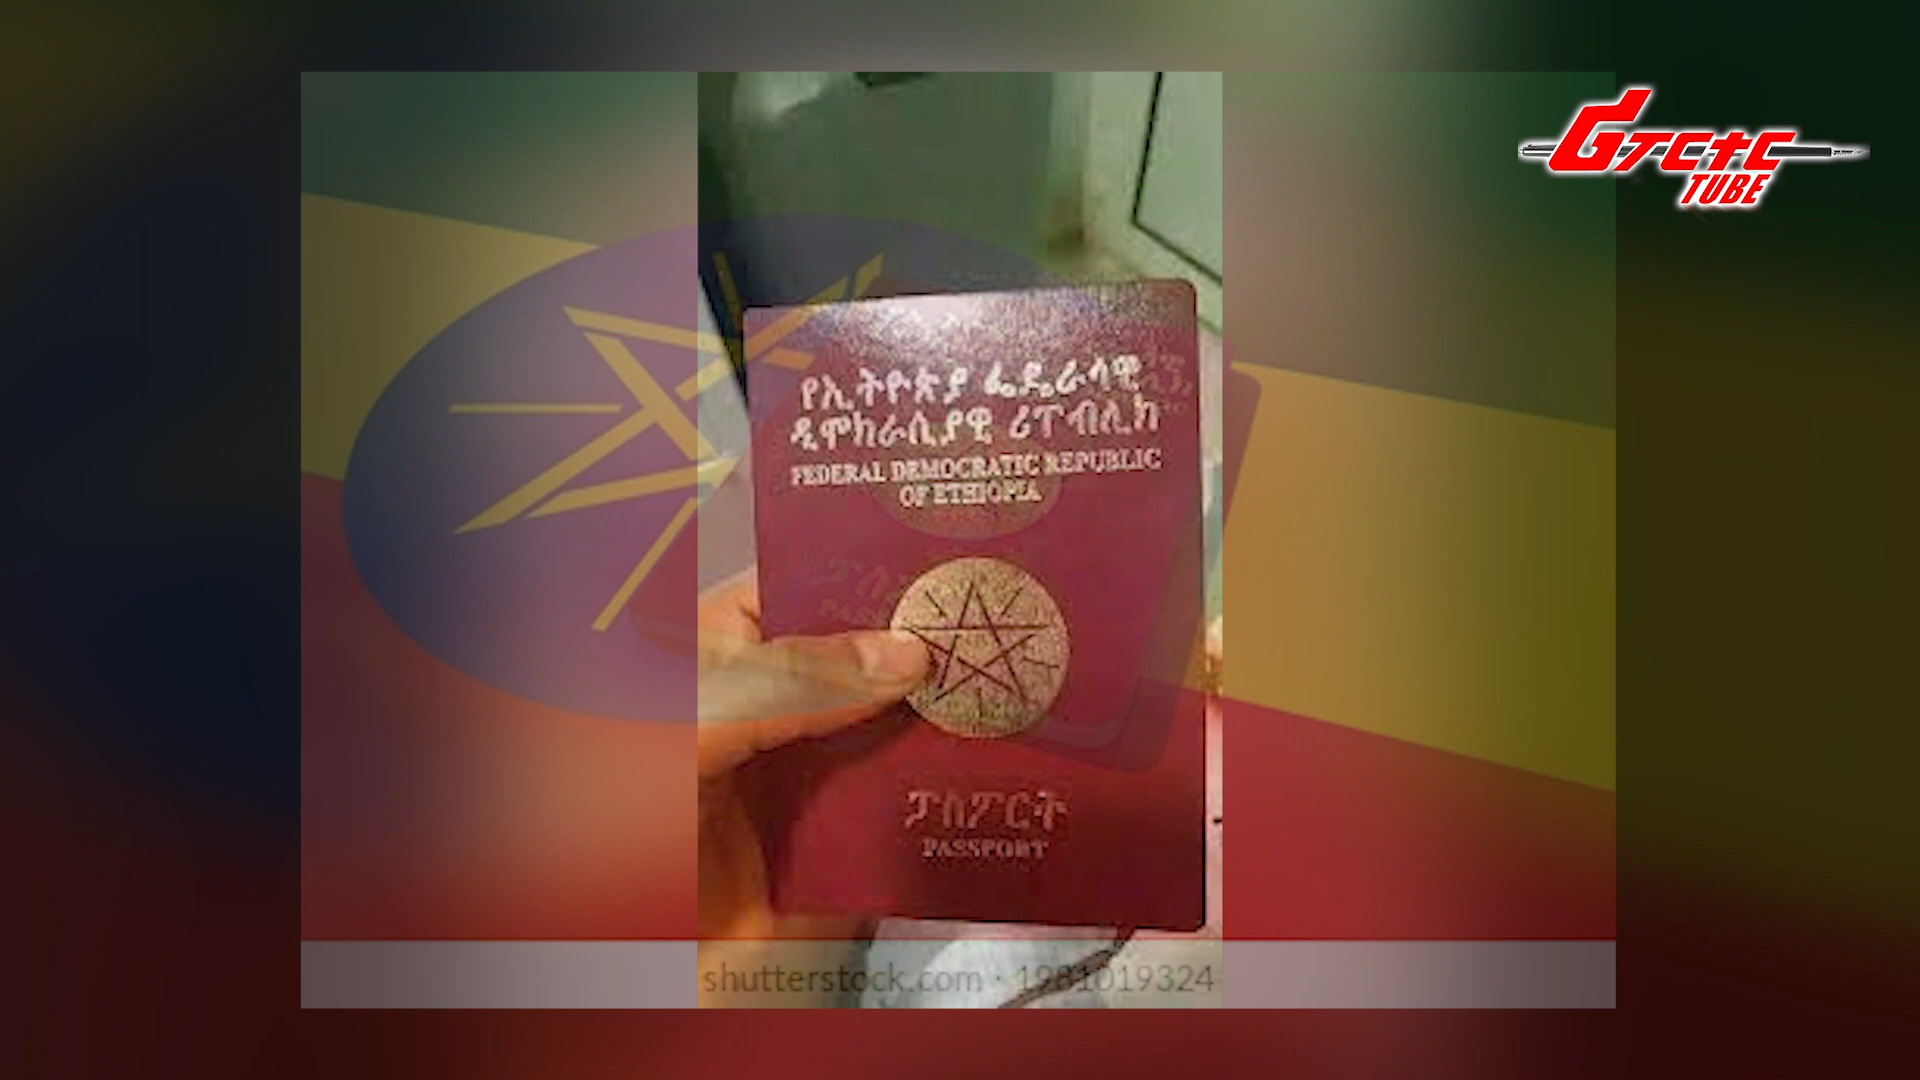 TUBE
የኢትዮጵያ ፌዴራላዊ
ዲሞክራሲያዊ ሪፐብሊክ
FEDERAL DEMOCRATIC REPUBLIC
OF ETHIOPIA
ፓስፖርት
PASSPORT
shutterstock.com · 1981019324